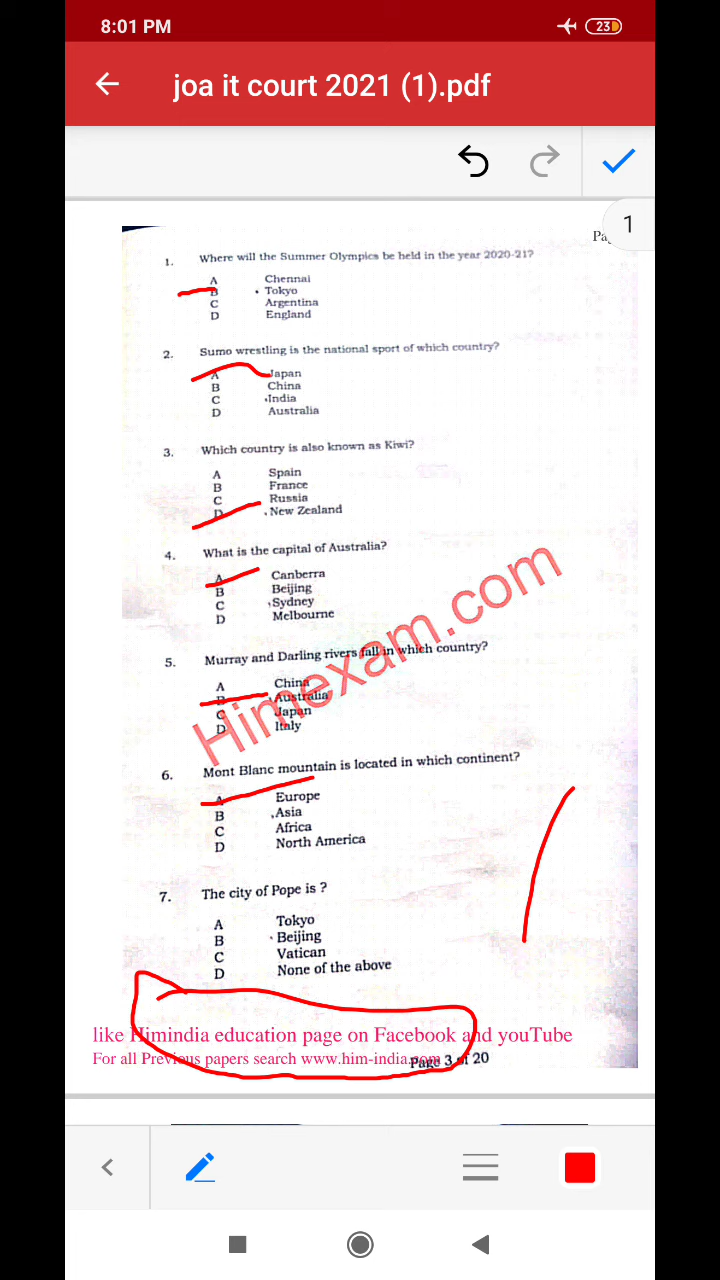 8:01 PM
23
joa it court 2021 (1).pdf
1
1. Where will the Summer Olympics be held in the year 2020-21?
A Chennai
B Tokyo
C Argentina
D England
2. Sumo wrestling is the national sport of which country?
A Japan
B China
C India
D Australia
3. Which country is also known as Kiwi?
A Spain
B France
C Russia
D New Zealand
4. What is the capital of Australia?
A Canberra
B Beijing
C Sydney
D Melbourne
5. Murray and Darling rivers fall in which country?
A China
B Australia
C Japan
D Italy
Himexam.com
6. Mont Blanc mountain is located in which continent?
A Europe
B Asia
C Africa
D North America
7. The city of Pope is ?
A Tokyo
B Beijing
C Vatican
D None of the above
like Himindia education page on Facebook and youTube
For all Previous papers search www.him-india.com
Page 3 of 20